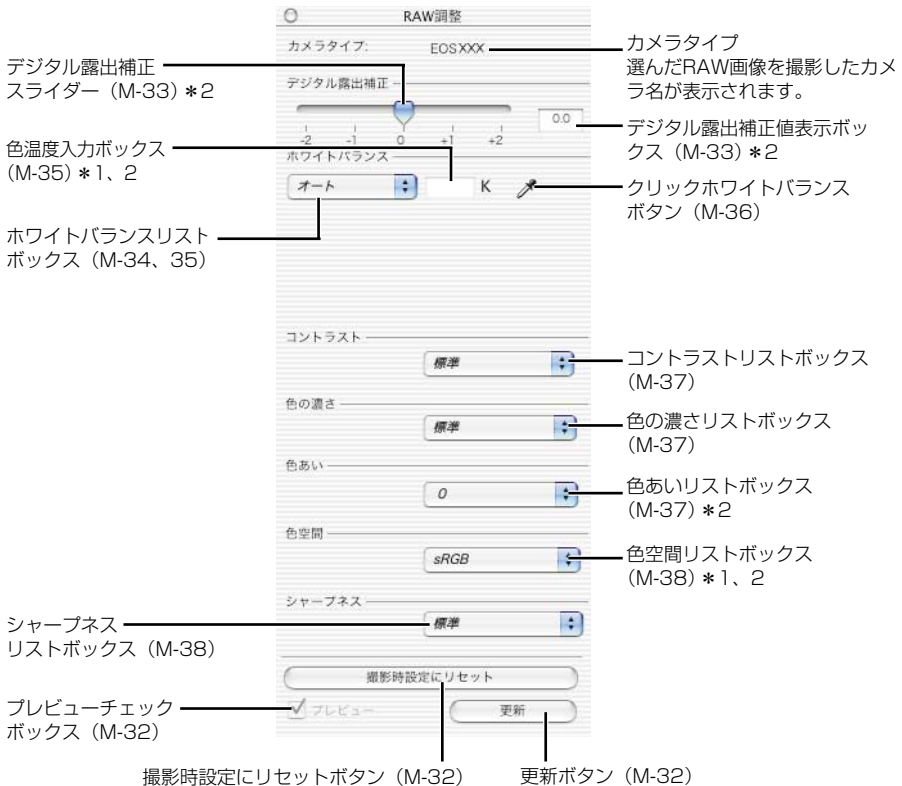 RAW調整
カメラタイプ:
EOSXXX
カメラタイプ
選んだRAW画像を撮影したカメ
ラ名が表示されます。
デジタル露出補正
スライダー（M-33）＊2
デジタル露出補正
0.0
-2 -1 0 +1 +2
デジタル露出補正値表示ボッ
クス（M-33）＊2
色温度入力ボックス
（M-35）＊1、2
ホワイトバランス
オート
K
クリックホワイトバランス
ボタン（M-36）
ホワイトバランスリスト
ボックス（M-34、35）
コントラスト
標準
コントラストリストボックス
（M-37）
色の濃さ
標準
色の濃さリストボックス
（M-37）
色あい
0
色あいリストボックス
（M-37）＊2
色空間
sRGB
色空間リストボックス
（M-38）＊1、2
シャープネス
標準
シャープネス
リストボックス（M-38）
撮影時設定にリセット
プレビュー
更新
プレビューチェック
ボックス（M-32）
撮影時設定にリセットボタン（M-32）
更新ボタン（M-32）